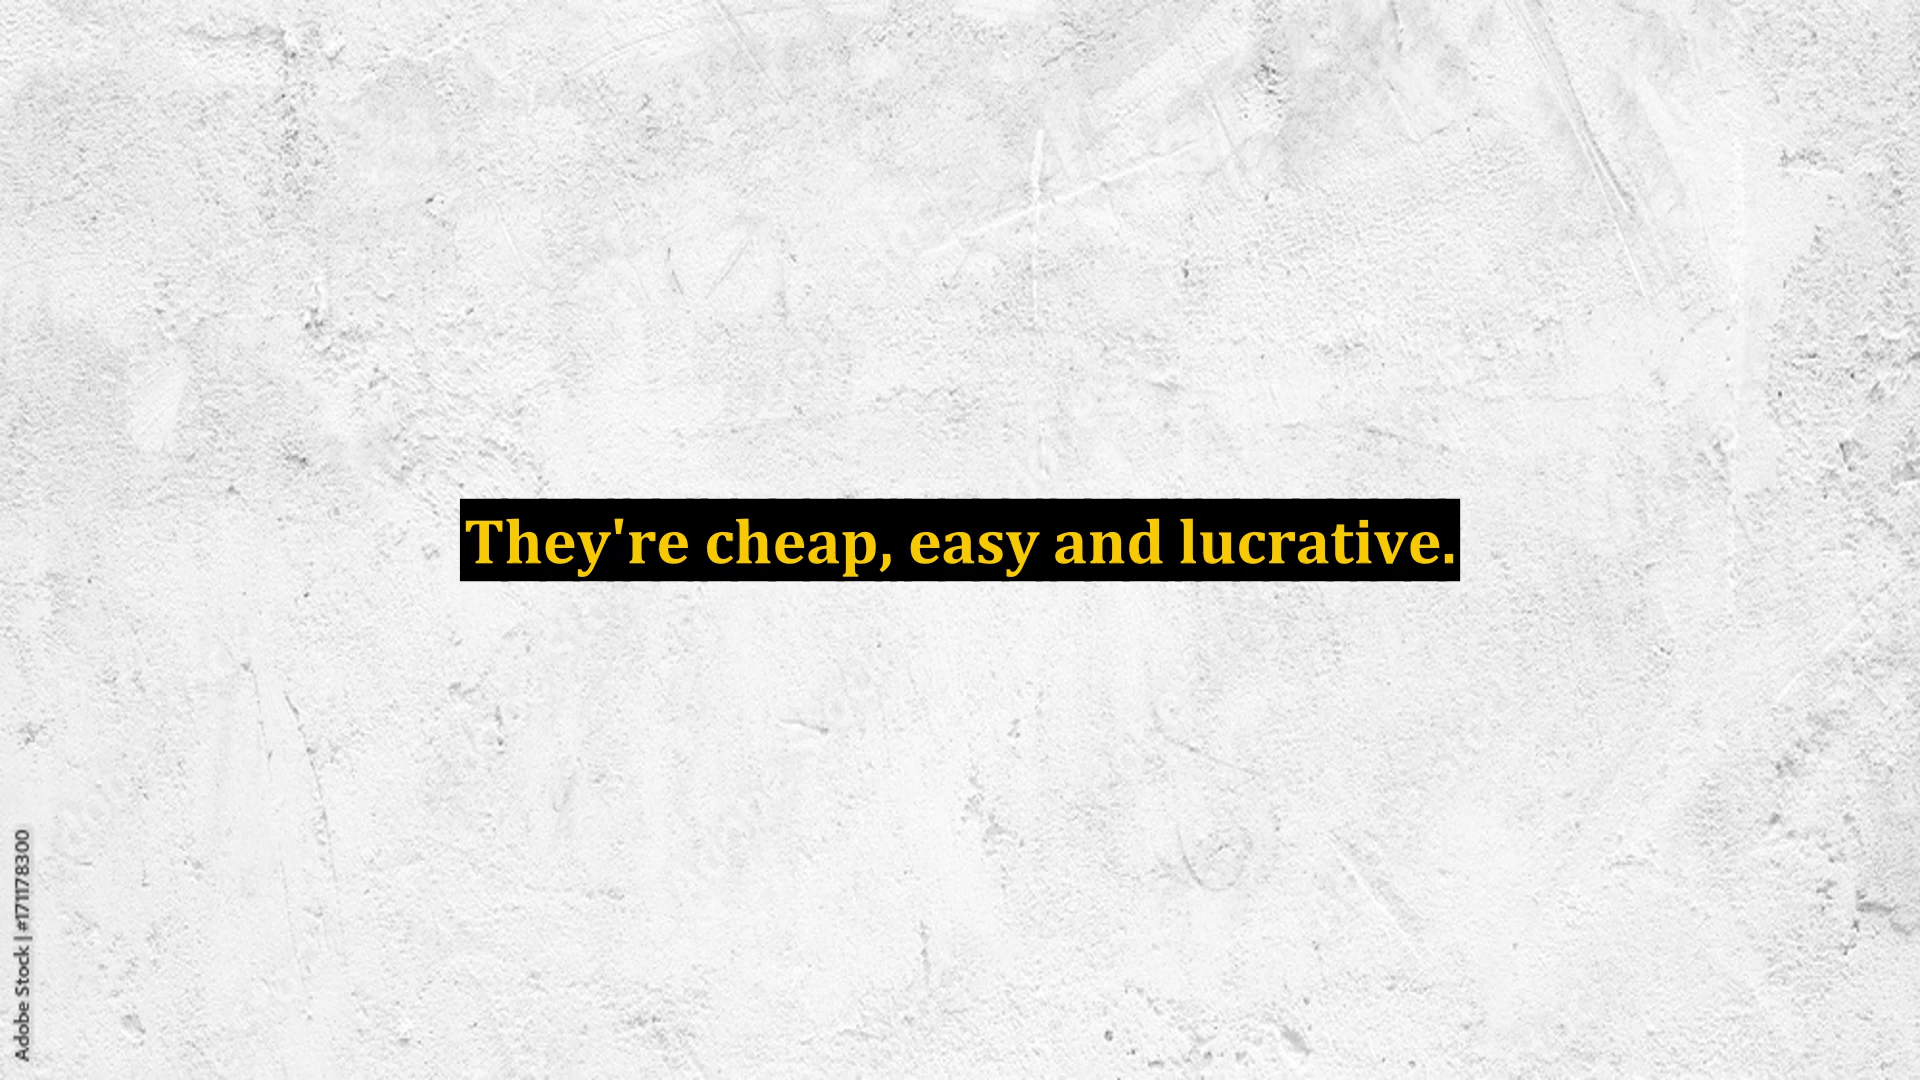 They're cheap, easy and lucrative.
Adobe Stock | #171178300